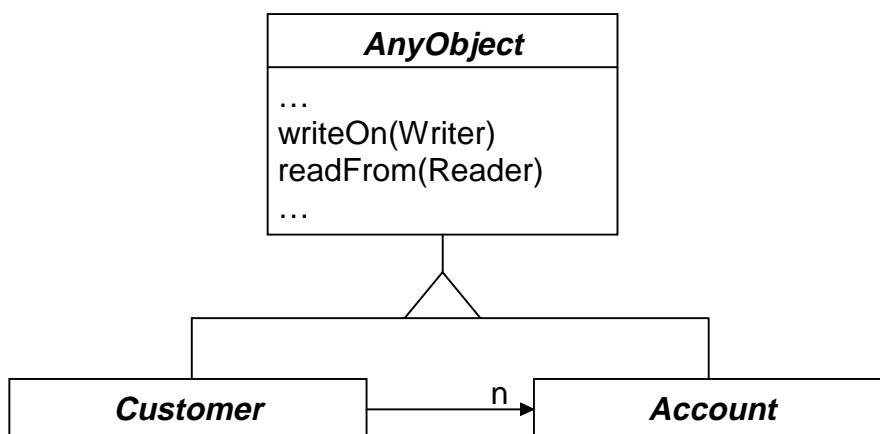 AnyObject
…
writeOn(Writer)
readFrom(Reader)
…
n
Customer
Account